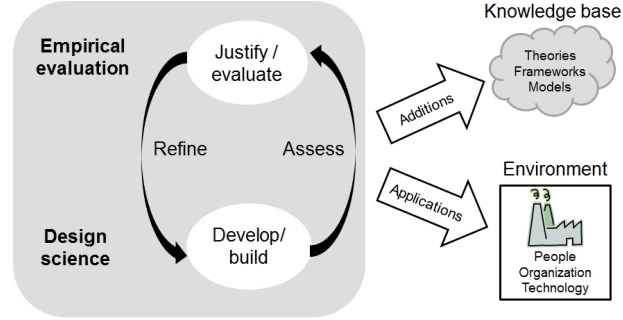 Empirical
evaluation
Justify /
evaluate
Refine
Assess
Design
science
Develop/
build
Additions
Applications
Knowledge base
Theories
Frameworks
Models
Environment
People
Organization
Technology